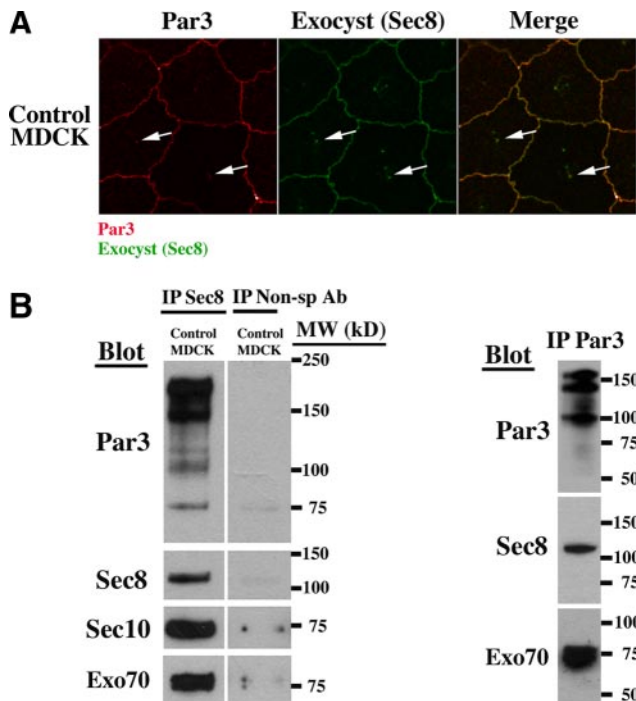 A
Par3
Exocyst (Sec8)
Merge
Control
MDCK
Par3
Exocyst (Sec8)
B
IP Sec8
IP Non-sp Ab
Blot
Control
MDCK
Control
MDCK
MW (kD)
250
Par3
150
100
75
Sec8
150
100
Sec10
75
Exo70
75
Blot
IP Par3
Par3
150
100
75
50
Sec8
150
100
75
Exo70
100
75
50